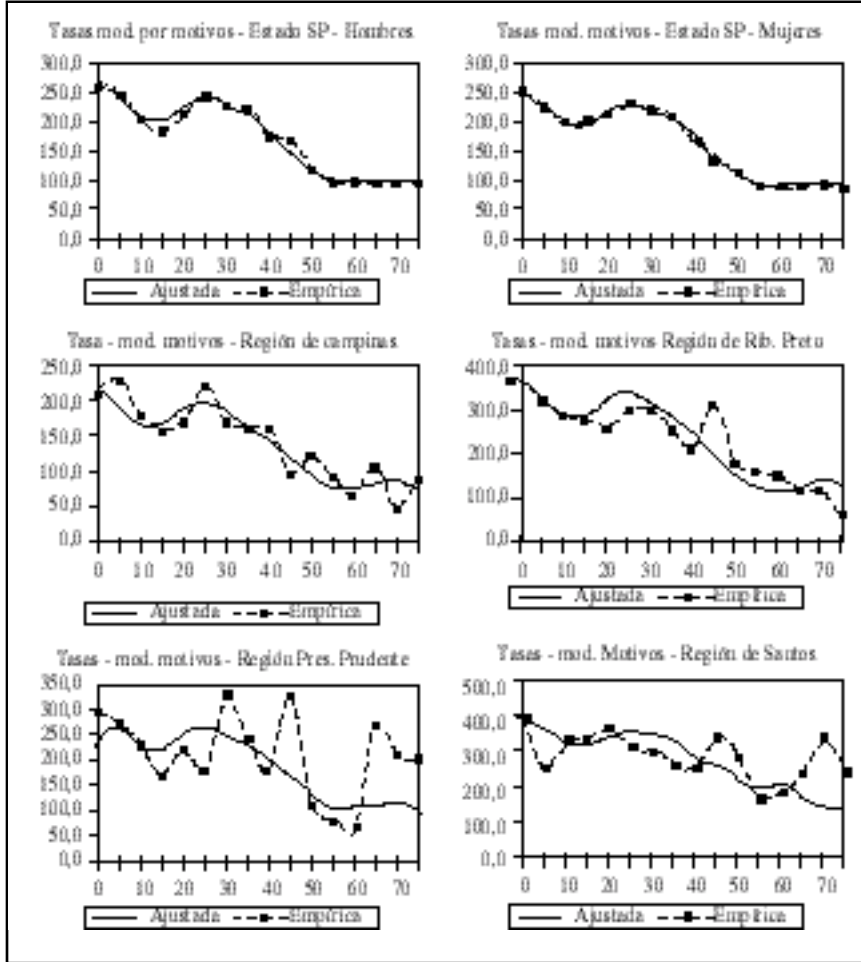 Tasas mod. por motivos - Estado SP - Hombres
300,0
250,0
200,0
150,0
100,0
50,0
0,0
0 10 20 30 40 50 60 70
Ajustada Empírica
Tasas mod. motivos - Estado SP - Mujeres
300,0
250,0
200,0
150,0
100,0
50,0
0,0
0 10 20 30 40 50 60 70
Ajustada Empírica
Tasa - mod. motivos - Región de campinas
250,0
200,0
150,0
100,0
50,0
0,0
0 10 20 30 40 50 60 70
Ajustada Empírica
Tasas - mod. motivos Región de Rib. Preto
400,0
300,0
200,0
100,0
0,0
0 10 20 30 40 50 60 70
Ajustada Empírica
Tasas - mod. motivos - Región Pres. Prudente
350,0
300,0
250,0
200,0
150,0
100,0
50,0
0,0
0 10 20 30 40 50 60 70
Ajustada Empírica
Tasas - mod. Motivos - Región de Santos
500,0
400,0
300,0
200,0
100,0
0,0
0 10 20 30 40 50 60 70
Ajustada Empírica